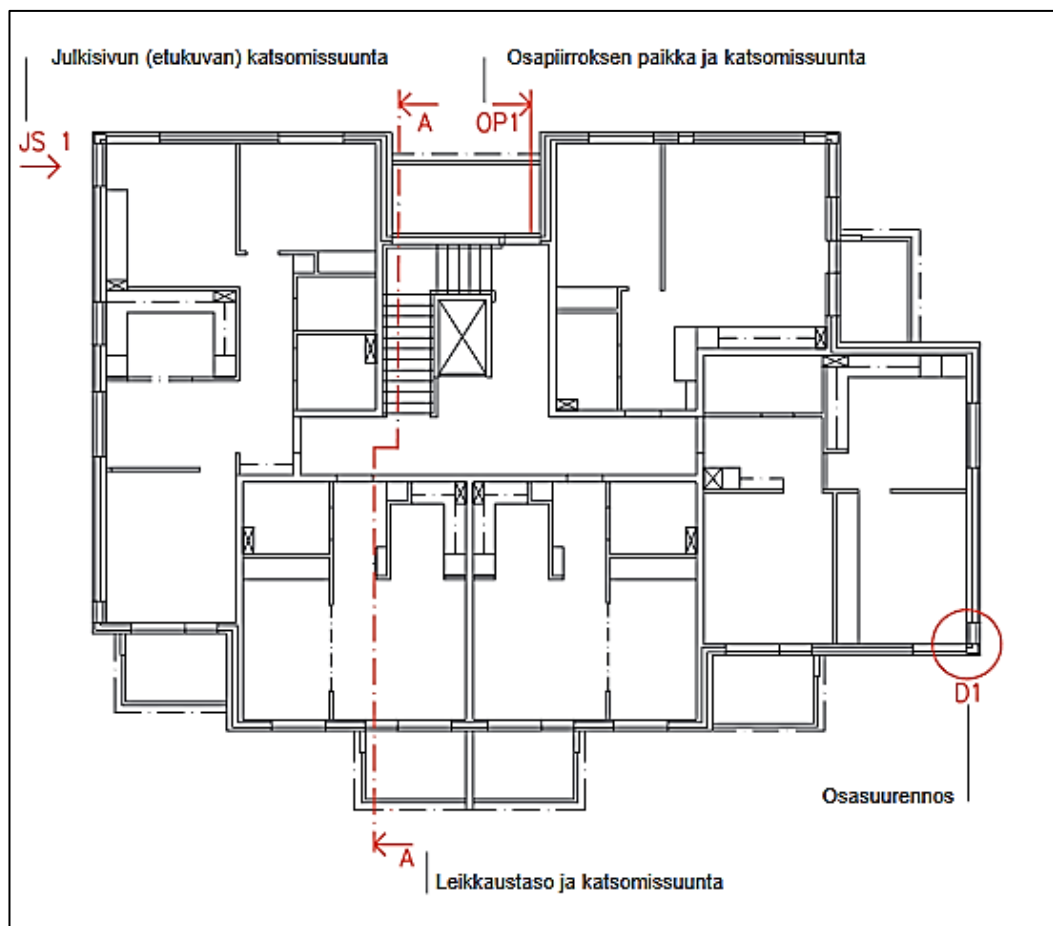 Julkisivun (etukuvan) katsomissuunta
Osapiirroksen paikka ja katsomissuunta
A
OP1
JS 1
D1
Osasuurennos
A
Leikkaustaso ja katsomissuunta